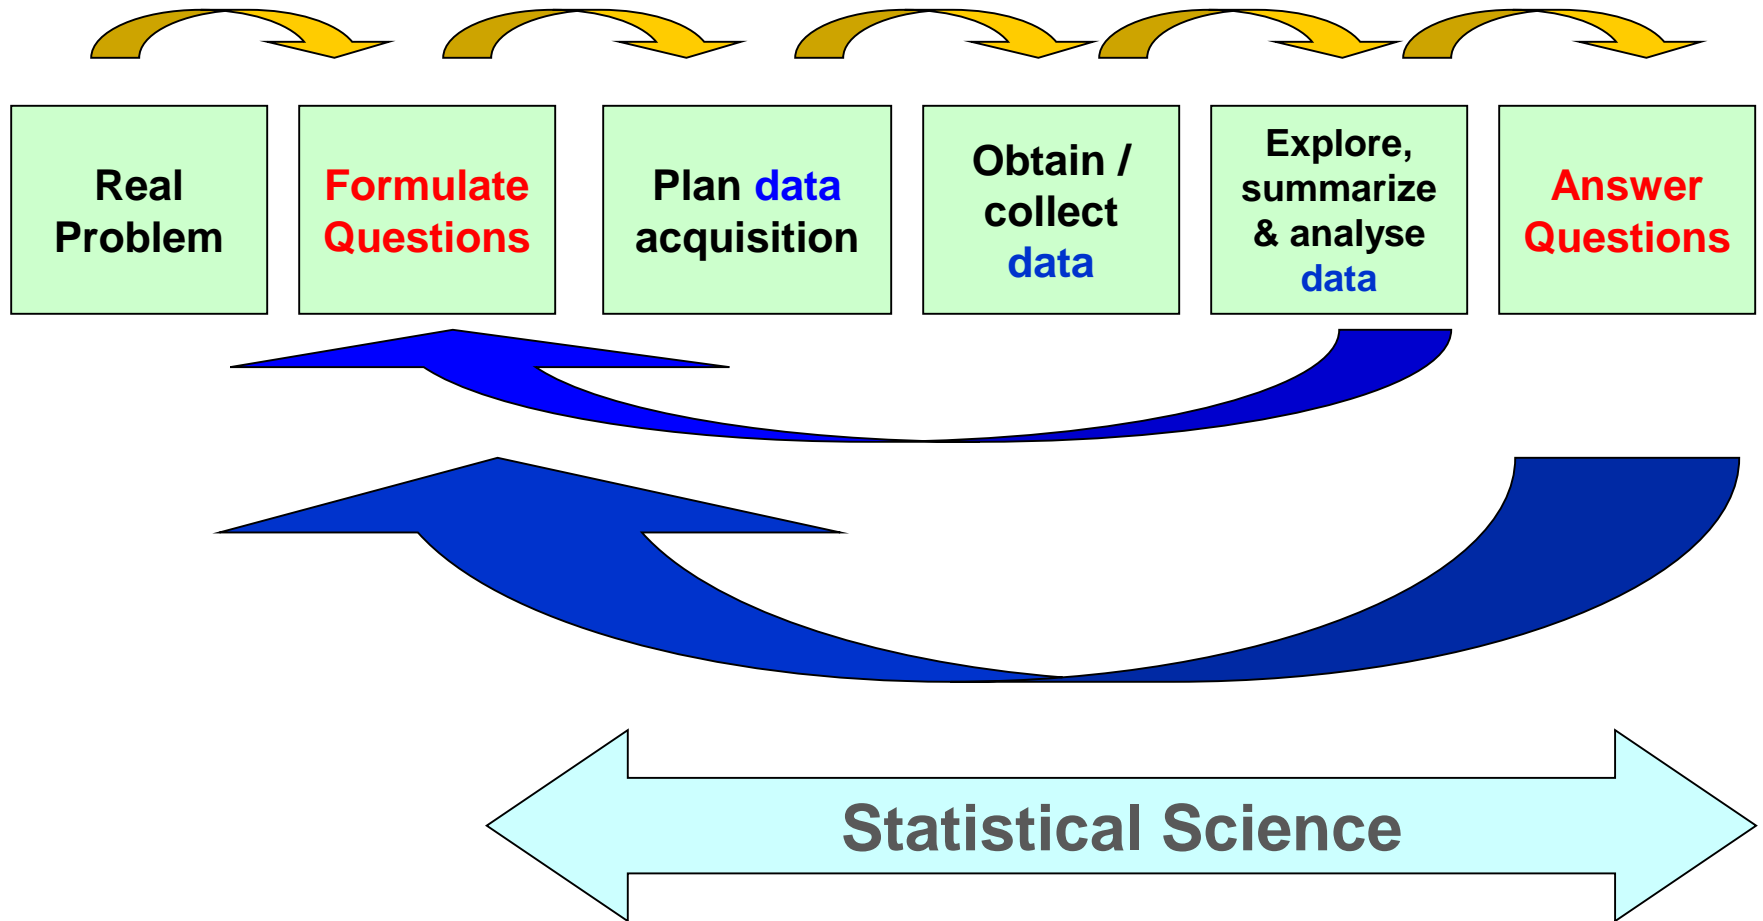 Real
Problem
Formulate
Questions
Plan data
acquisition
Obtain /
collect
data
Explore,
summarize
& analyse
data
Answer
Questions
Statistical Science